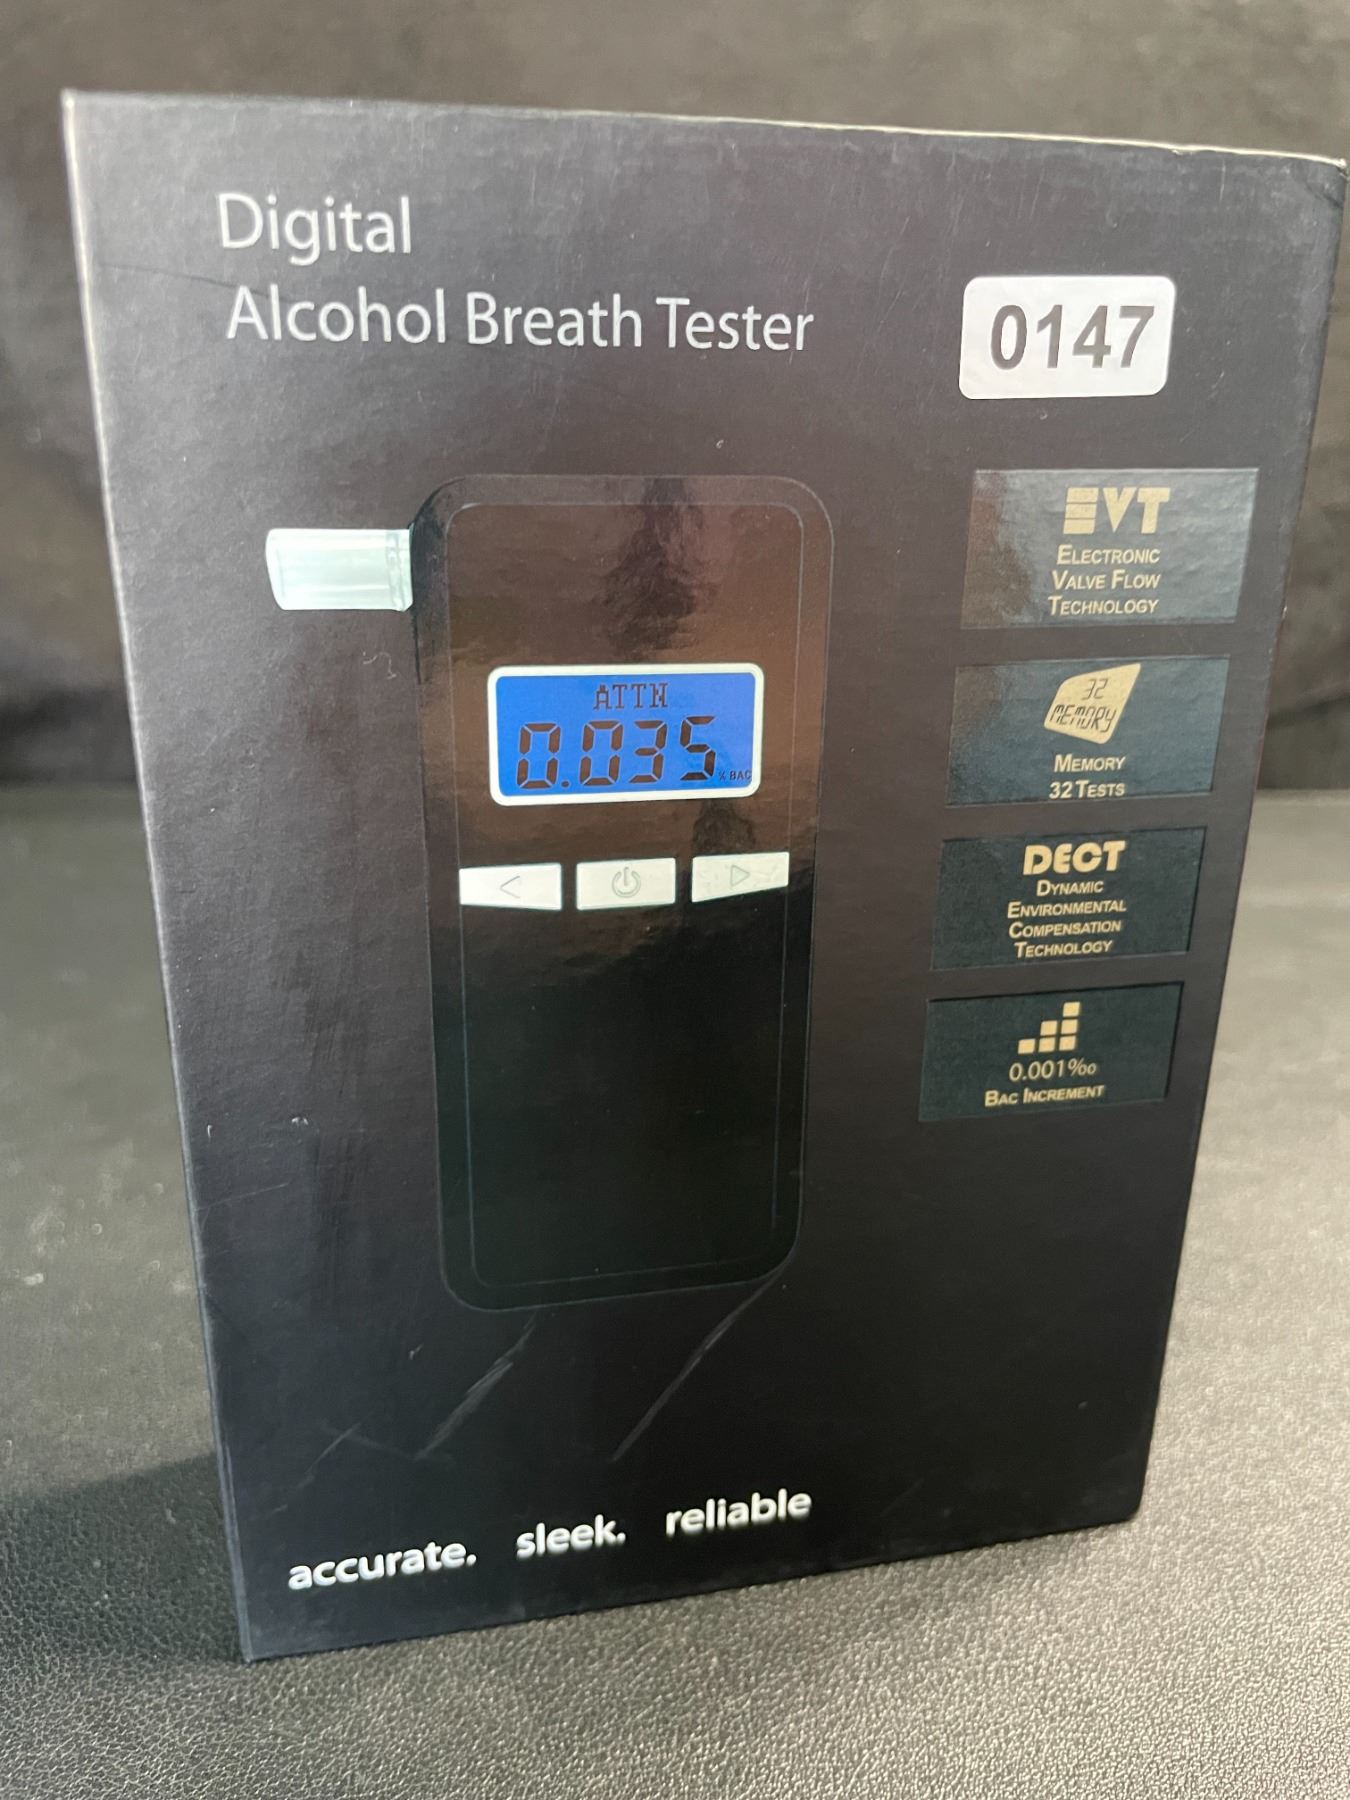 Digital
Alcohol Breath Tester
0147
EVT
ELECTRONIC
VALVE FLOW
TECHNOLOGY
ATTN
0.035
% BAC
32
MEMORY
MEMORY
32 TESTS
DECT
DYNAMIC
ENVIRONMENTAL
COMPENSATION
TECHNOLOGY
0.001‰
BAC INCREMENT
accurate. sleek. reliable